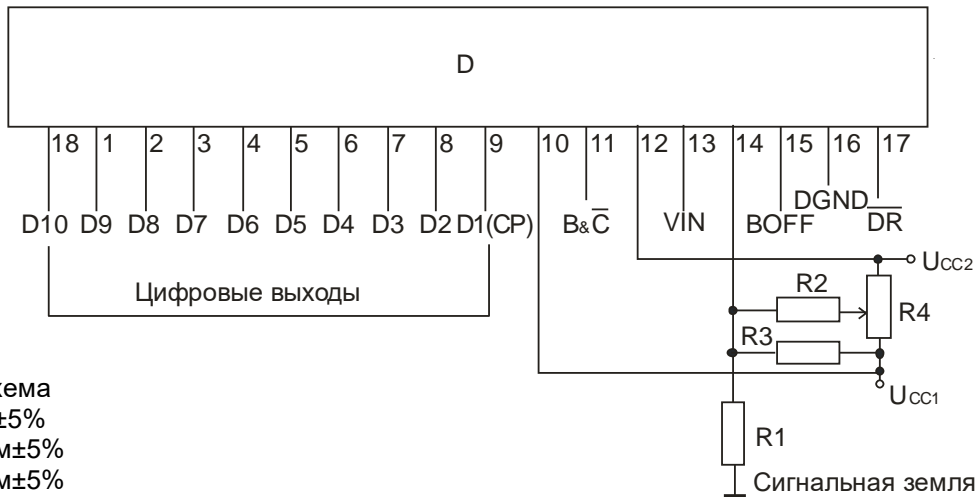 D
18 1 2 3 4 5 6 7 8 9 10 11 12 13 14 15 16 17
D10 D9 D8 D7 D6 D5 D4 D3 D2 D1(CP) B&C̅ VIN BOFF DGND D̅R̅
Цифровые выходы
UCC2
R2
R4
R3
UCC1
R1
Сигнальная земля
±5%
±5%
±5%